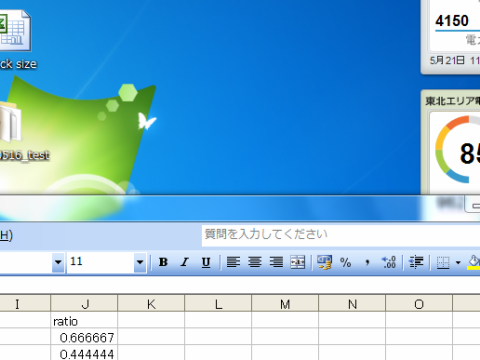 4150
電
5月21日 11
ck size
東北エリア電
85
516_test
962
H)
質問を入力してください
11
B I U
%
I J K L M N O
ratio
0.666667
0.444444